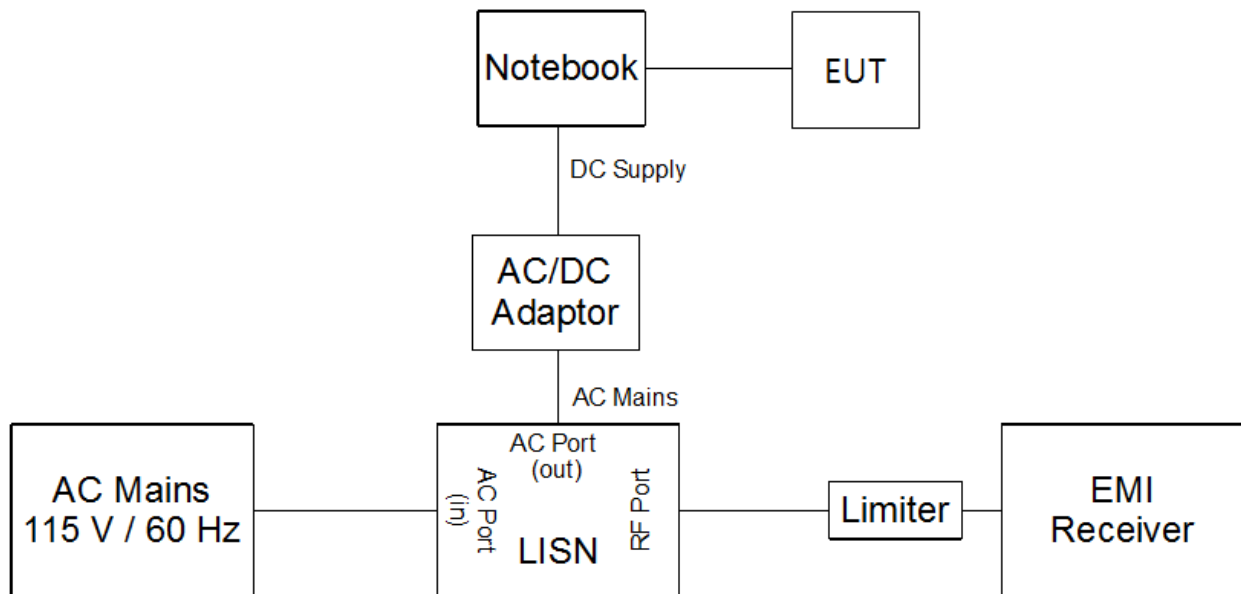 Notebook
EUT
DC Supply
AC/DC
Adaptor
AC Mains
AC Mains
115 V / 60 Hz
AC Port
(in)
AC Port
(out)
RF Port
LISN
Limiter
EMI
Receiver